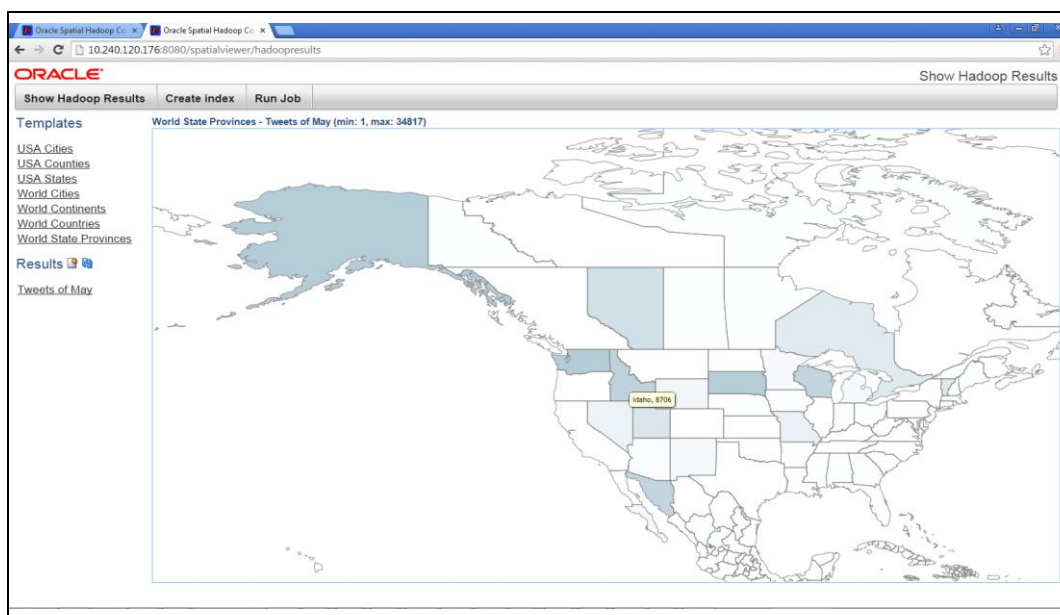 Oracle Spatial Hadoop Co
Oracle Spatial Hadoop Co
10.240.120.176:8080/spatialviewer/hadoopresults
ORACLE
Show Hadoop Results
Show Hadoop Results
Create index
Run Job
Templates
World State Provinces - Tweets of May (min: 1, max: 34817)
USA Cities
USA Counties
USA States
World Cities
World Continents
World Countries
World State Provinces
Results
Tweets of May
Idaho, 8706